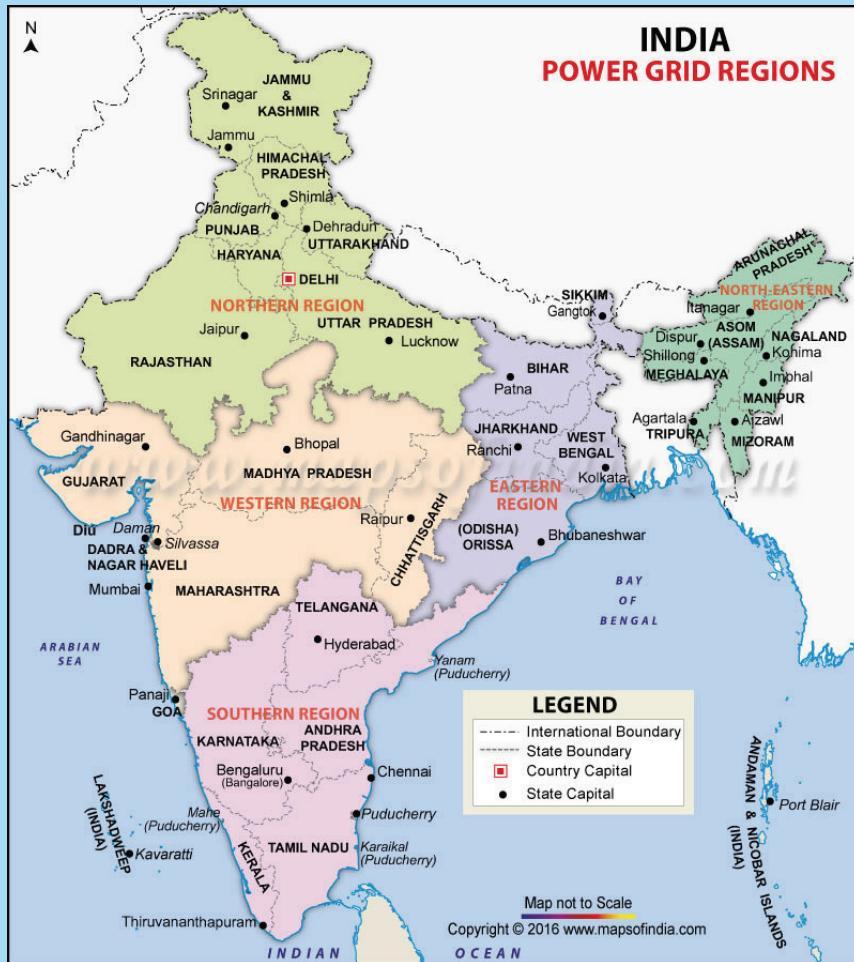 N
INDIA
POWER GRID REGIONS
JAMMU
&
KASHMIR
Srinagar
Jammu
HIMACHAL
PRADESH
Shimla
Chandigarh
PUNJAB
Dehradun
UTTARAKHAND
HARYANA
DELHI
NORTHERN REGION
UTTAR PRADESH
Jaipur
Lucknow
RAJASTHAN
ARUNACHAL
PRADESH
NORTH-EASTERN
REGION
SIKKIM
Gangtok
Itanagar
ASOM
(ASSAM)
Dispur
NAGALAND
Shillong
Kohima
MEGHALAYA
Imphal
MANIPUR
Agartala
TRIPURA
Aizawl
MIZORAM
BIHAR
Patna
JHARKHAND
Ranchi
WEST
BENGAL
Kolkata
EASTERN
REGION
(ODISHA)
ORISSA
Bhubaneshwar
Gandhinagar
Bhopal
MADHYA PRADESH
GUJARAT
WESTERN REGION
Raipur
CHHATTISGARH
Diu
Daman
Silvassa
DADRA &
NAGAR HAVELI
Mumbai
MAHARASHTRA
TELANGANA
Hyderabad
Yanam
(Puducherry)
BAY
OF
BENGAL
ARABIAN
SEA
Panaji
GOA
SOUTHERN REGION
KARNATAKA
ANDHRA
PRADESH
Bengaluru
(Bangalore)
Chennai
Mahe
(Puducherry)
Puducherry
TAMIL NADU
Karaikal
(Puducherry)
KERALA
LAKSHADWEEP
(INDIA)
Kavaratti
Thiruvananthapuram
LEGEND
International Boundary
State Boundary
Country Capital
State Capital
ANDAMAN & NICOBAR ISLANDS
(INDIA)
Port Blair
Map not to Scale
Copyright © 2016 www.mapsofindia.com
INDIAN OCEAN
www.mapsofindia.com